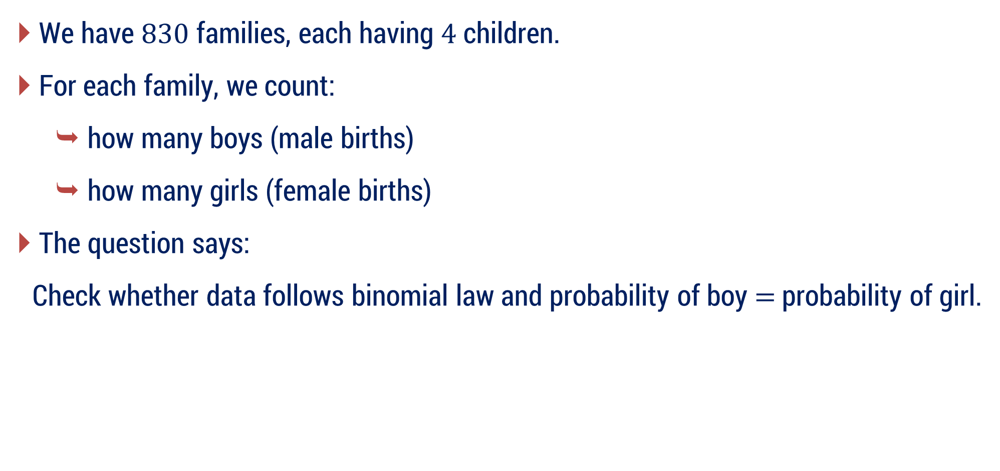 We have 830 families, each having 4 children.
For each family, we count:
how many boys (male births)
how many girls (female births)
The question says:
Check whether data follows binomial law and probability of boy = probability of girl.